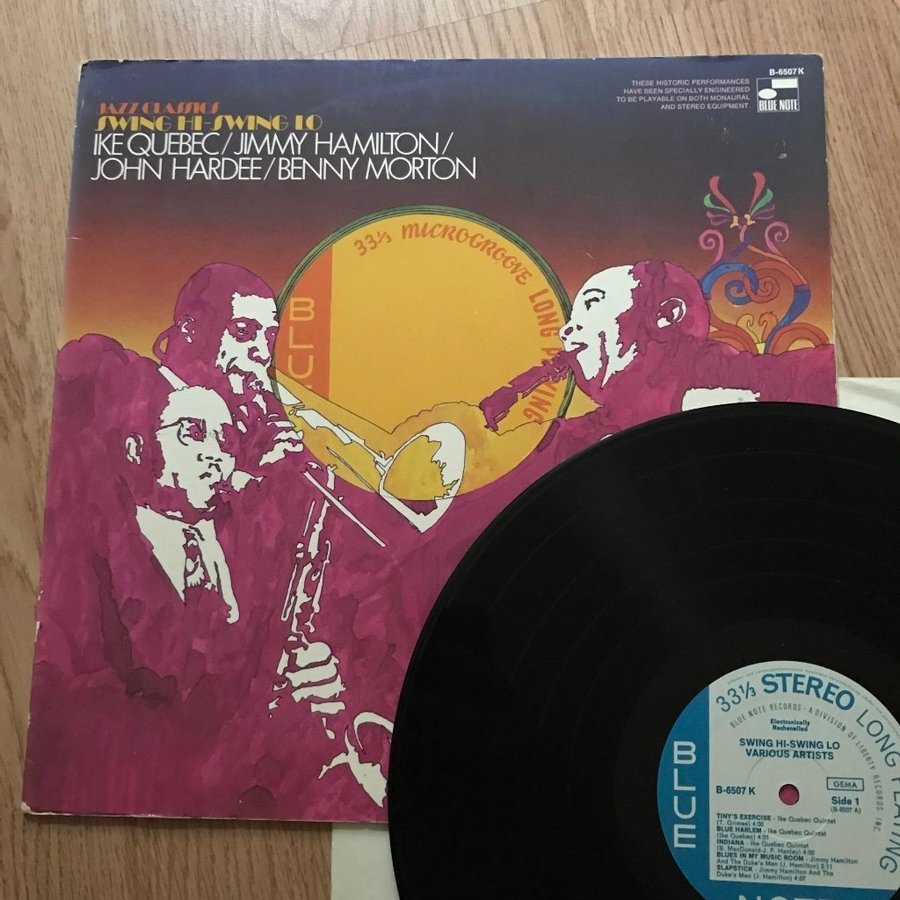 B-6507 K
THESE HISTORIC PERFORMANCES
HAVE BEEN SPECIALLY ENGINEERED
TO BE PLAYABLE ON BOTH MONAURAL
AND STEREO EQUIPMENT.
BLUE NOTE
JAZZ CLASSICS
SWING HI-SWING LO
IKE QUEBEC/JIMMY HAMILTON/
JOHN HARDEE/BENNY MORTON
33⅓ MICROGROOVE LONG PLAYING
BLUE
33⅓ STEREO LONG PLAYING
BLUE NOTE RECORDS · A DIVISION OF LIBERTY RECORDS, INC.
Electronically
Rechanelled
SWING HI-SWING LO
VARIOUS ARTISTS
B-6507 K
GEMA
Side 1
(B-6507 A)
TINY'S EXERCISE - Ike Quebec Quintet
(T. Grimes) 4:00
BLUE HARLEM - Ike Quebec Quintet
(Ike Quebec)
INDIANA - Ike Quebec Quintet
(B. MacDonald-J. F. Hanley)
BLUES IN MY MUSIC ROOM - Jimmy Hamilton
And The Duke's Men (J. Hamilton) 3:11
SLAPSTICK - Jimmy Hamilton And The
Duke's Men (J. Hamilton) 4:07
BLUE
NOTE